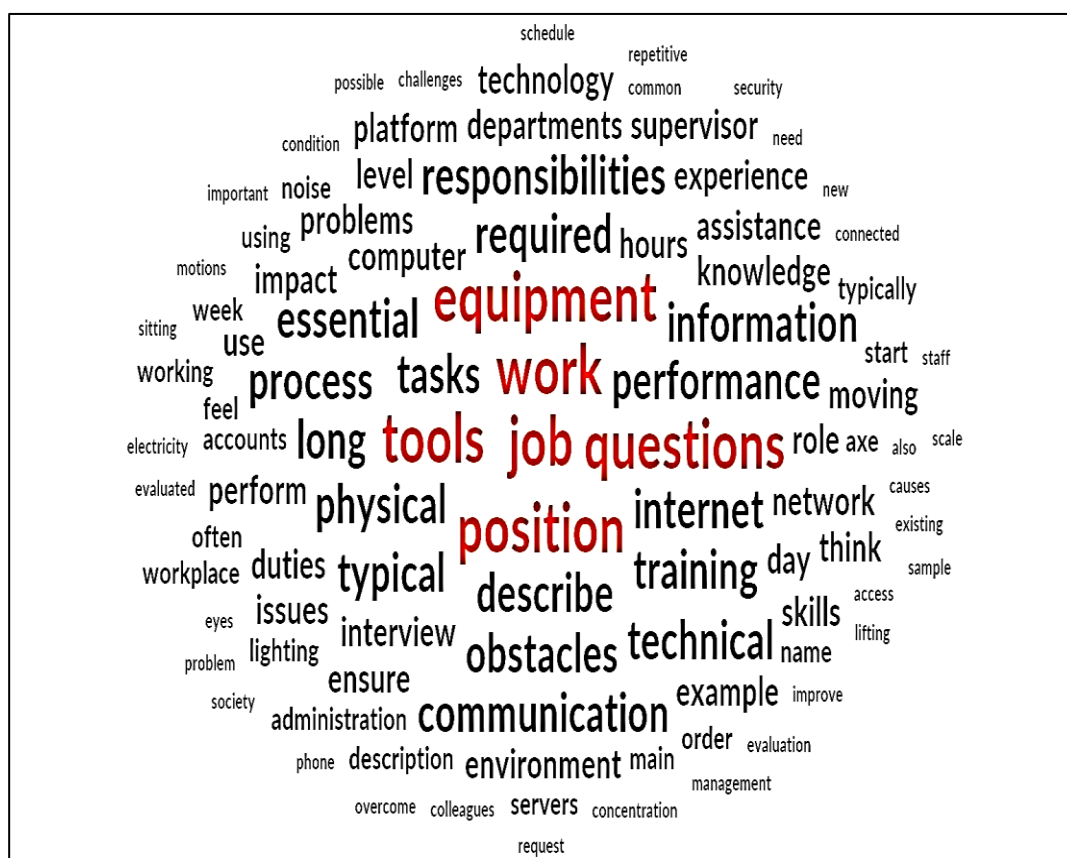 schedule
repetitive
possible challenges technology common security
condition platform departments supervisor need
important noise level responsibilities experience new
using problems computer required hours assistance connected
motions impact equipment knowledge typically
sitting week essential information
use start staff
working process tasks work performance moving
feel
electricity accounts long tools job questions role axe also scale
evaluated perform physical position internet network causes
existing
often
workplace duties typical describe training day think sample
eyes issues interview obstacles technical skills access
lifting
problem lighting name
society ensure example improve
administration communication
phone description environment main order evaluation
management
overcome colleagues servers concentration
request